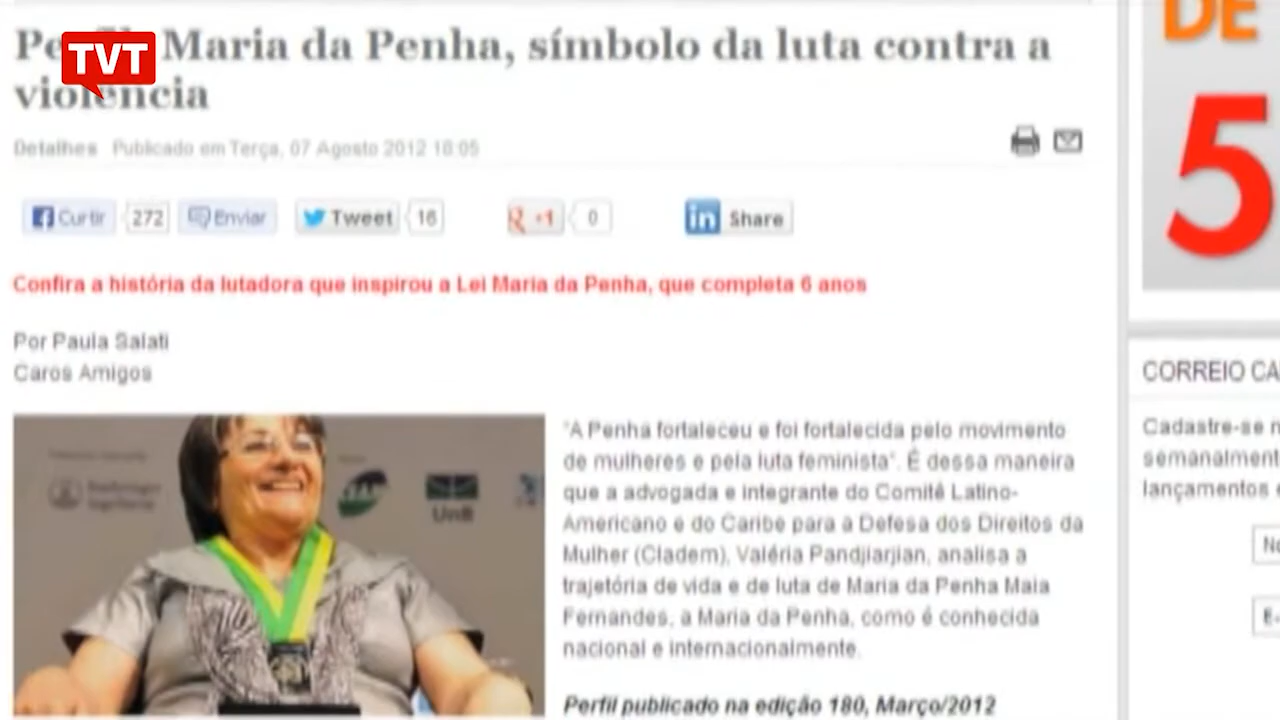 TVT
Maria da Penha, símbolo da luta contra a
violência
Detalhes Publicado em Terça, 07 Agosto 2012 18:05
Curtir 272 Enviar Tweet 16 +1 0 in Share
Confira a história da lutadora que inspirou a Lei Maria da Penha, que completa 6 anos
Por Paula Salati
Caros Amigos
UnB
"A Penha fortaleceu e foi fortalecida pelo movimento
de mulheres e pela luta feminista". É dessa maneira
que a advogada e integrante do Comitê Latino-
Americano e do Caribe para a Defesa dos Direitos da
Mulher (Cladem), Valéria Pandjiarjian, analisa a
trajetória de vida e de luta de Maria da Penha Maia
Fernandes, a Maria da Penha, como é conhecida
nacional e internacionalmente.
Perfil publicado na edição 180, Março/2012
DE
5
CORREIO CA
Cadastre-se n
semanalment
lançamentos e
No
E-